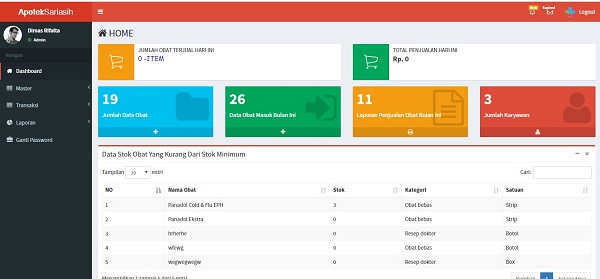 ApotekSariasih
Stok
Expired
Logout
Dimas Rifaita
Admin
Navigasi
Dashboard
Master
Transaksi
Laporan
Ganti Password
HOME
JUMLAH OBAT TERJUAL HARI INI
0 -ITEM
TOTAL PENJUALAN HARI INI
Rp. 0
19
Jumlah Data Obat
26
Data Obat Masuk Bulan Ini
11
Laporan Penjualan Obat Bulan Ini
3
Jumlah Karyawan
Data Stok Obat Yang Kurang Dari Stok Minimum
Tampilan 10 entri
Cari:
NO Nama Obat Stok Kategori Satuan
1 Panadol Cold & Flu EPH 3 Obat bebas Strip
2 Panadol Ekstra 0 Obat bebas Strip
3 hrherhe 0 Resep dokter Botol
4 wfewg 0 Obat bebas Botol
5 wegwegwegw 0 Resep dokter Box
Menampilkan 1 sampai 5 dari 5 entri
Kembali 1 Selanjutnya